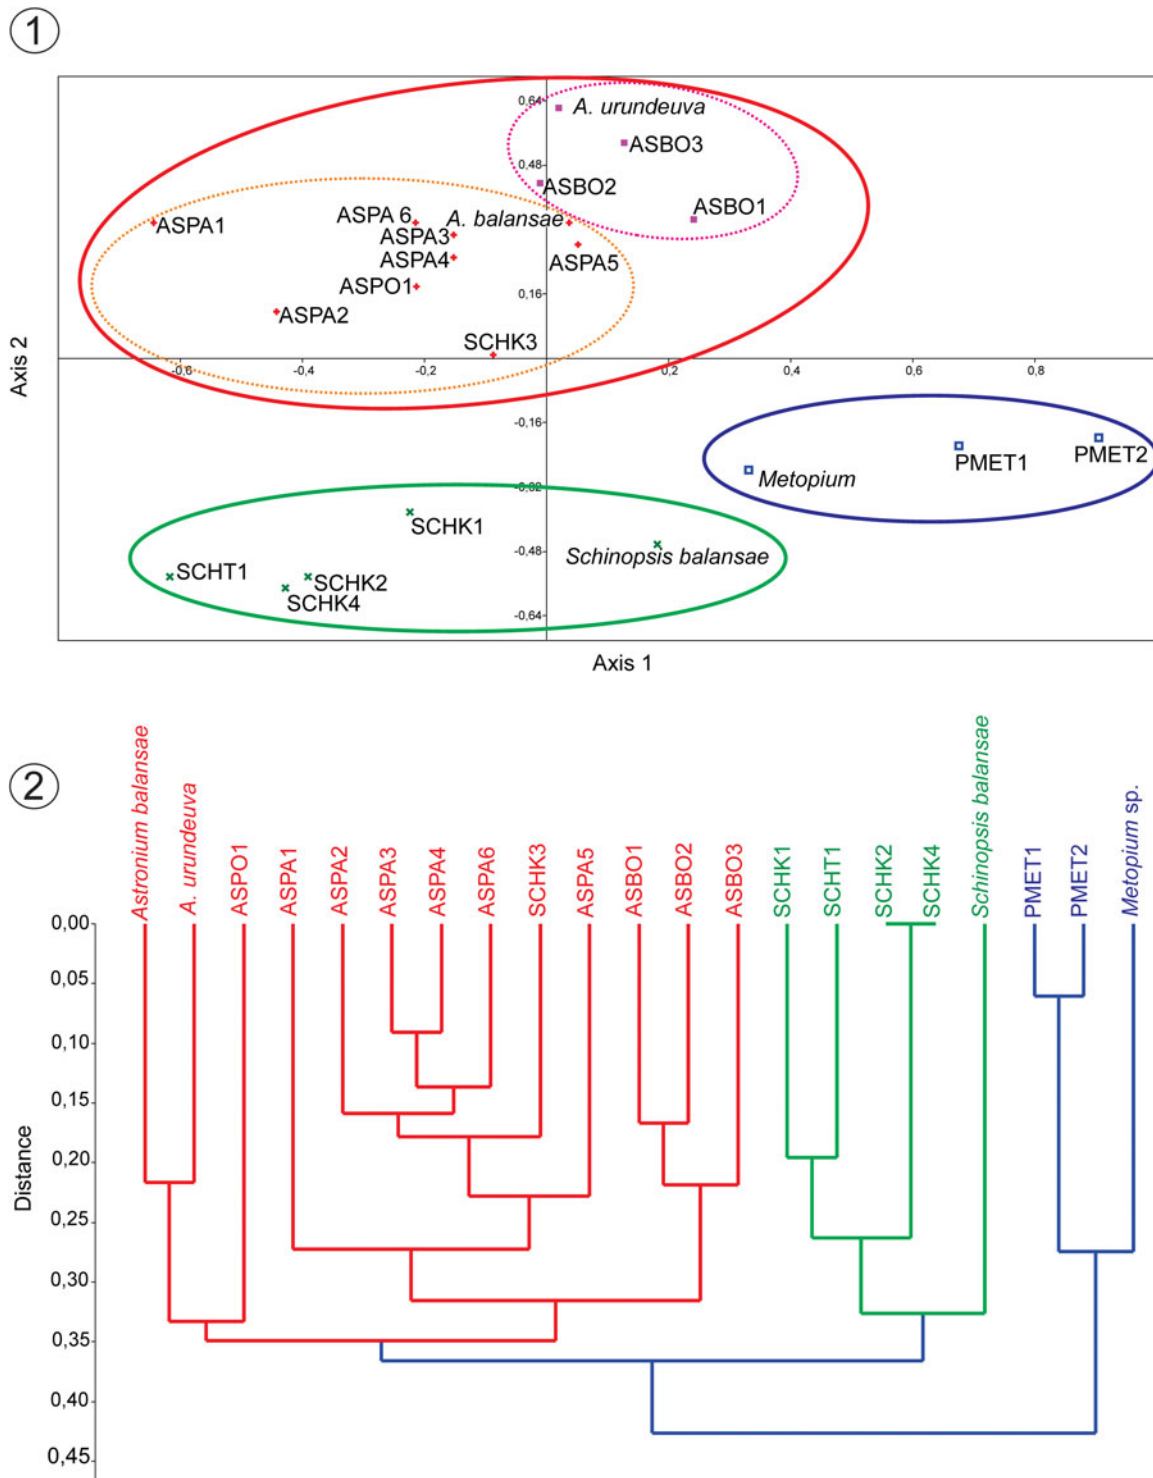 1
0,64
A. urundeuva
ASBO3
0,48
ASBO2
ASPA1
ASPA 6
A. balansae
ASBO1
ASPA3
ASPA4
ASPA5
ASPO1
0,16
ASPA2
SCHK3
Axis 2
-0,6
-0,4
-0,2
0,2
0,4
0,6
0,8
-0,16
PMET1
PMET2
Metopium
-0,62
SCHK1
-0,48
Schinopsis balansae
SCHT1
SCHK2
SCHK4
-0,64
Axis 1
2
Astronium balansae
A. urundeuva
ASPO1
ASPA1
ASPA2
ASPA3
ASPA4
ASPA6
SCHK3
ASPA5
ASBO1
ASBO2
ASBO3
SCHK1
SCHT1
SCHK2
SCHK4
Schinopsis balansae
PMET1
PMET2
Metopium sp.
0,00
0,05
0,10
0,15
0,20
0,25
0,30
0,35
0,40
0,45
Distance